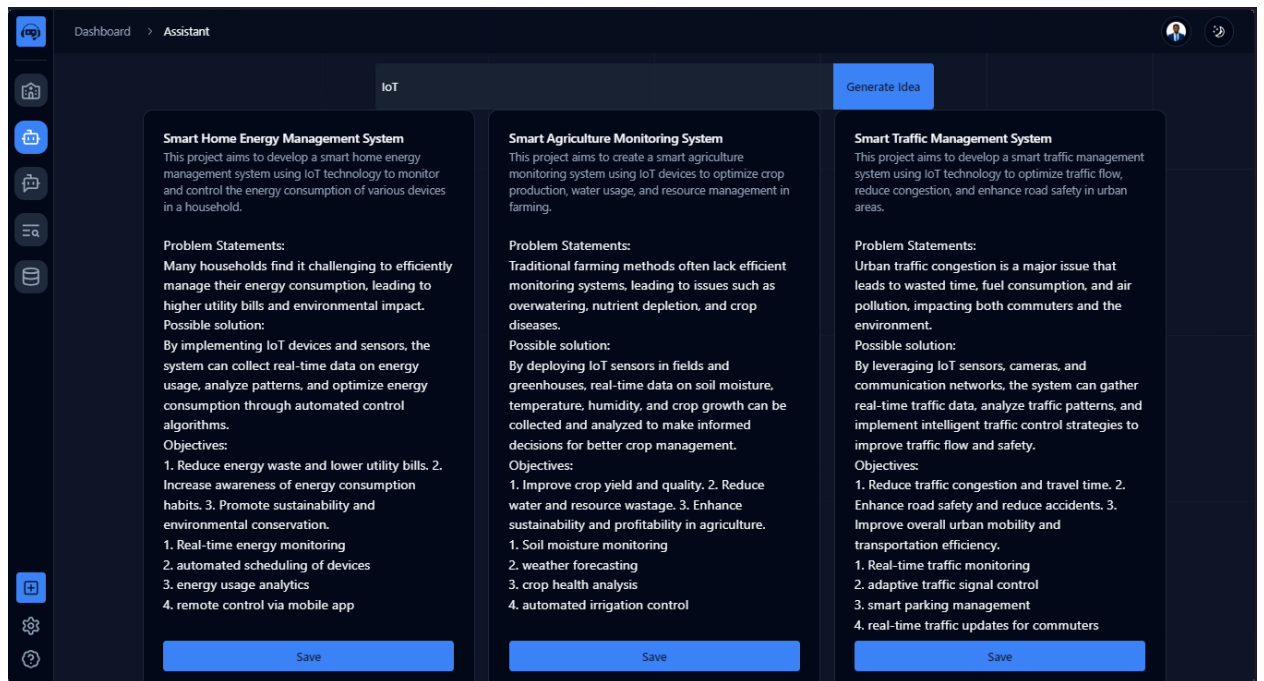 Dashboard > Assistant
IoT
Generate Idea
Smart Home Energy Management System
This project aims to develop a smart home energy
management system using IoT technology to monitor
and control the energy consumption of various devices
in a household.
Problem Statements:
Many households find it challenging to efficiently
manage their energy consumption, leading to
higher utility bills and environmental impact.
Possible solution:
By implementing IoT devices and sensors, the
system can collect real-time data on energy
usage, analyze patterns, and optimize energy
consumption through automated control
algorithms.
Objectives:
1. Reduce energy waste and lower utility bills. 2.
Increase awareness of energy consumption
habits. 3. Promote sustainability and
environmental conservation.
1. Real-time energy monitoring
2. automated scheduling of devices
3. energy usage analytics
4. remote control via mobile app
Save
Smart Agriculture Monitoring System
This project aims to create a smart agriculture
monitoring system using IoT devices to optimize crop
production, water usage, and resource management in
farming.
Problem Statements:
Traditional farming methods often lack efficient
monitoring systems, leading to issues such as
overwatering, nutrient depletion, and crop
diseases.
Possible solution:
By deploying IoT sensors in fields and
greenhouses, real-time data on soil moisture,
temperature, humidity, and crop growth can be
collected and analyzed to make informed
decisions for better crop management.
Objectives:
1. Improve crop yield and quality. 2. Reduce
water and resource wastage. 3. Enhance
sustainability and profitability in agriculture.
1. Soil moisture monitoring
2. weather forecasting
3. crop health analysis
4. automated irrigation control
Save
Smart Traffic Management System
This project aims to develop a smart traffic management
system using IoT technology to optimize traffic flow,
reduce congestion, and enhance road safety in urban
areas.
Problem Statements:
Urban traffic congestion is a major issue that
leads to wasted time, fuel consumption, and air
pollution, impacting both commuters and the
environment.
Possible solution:
By leveraging IoT sensors, cameras, and
communication networks, the system can gather
real-time traffic data, analyze traffic patterns, and
implement intelligent traffic control strategies to
improve traffic flow and safety.
Objectives:
1. Reduce traffic congestion and travel time. 2.
Enhance road safety and reduce accidents. 3.
Improve overall urban mobility and
transportation efficiency.
1. Real-time traffic monitoring
2. adaptive traffic signal control
3. smart parking management
4. real-time traffic updates for commuters
Save